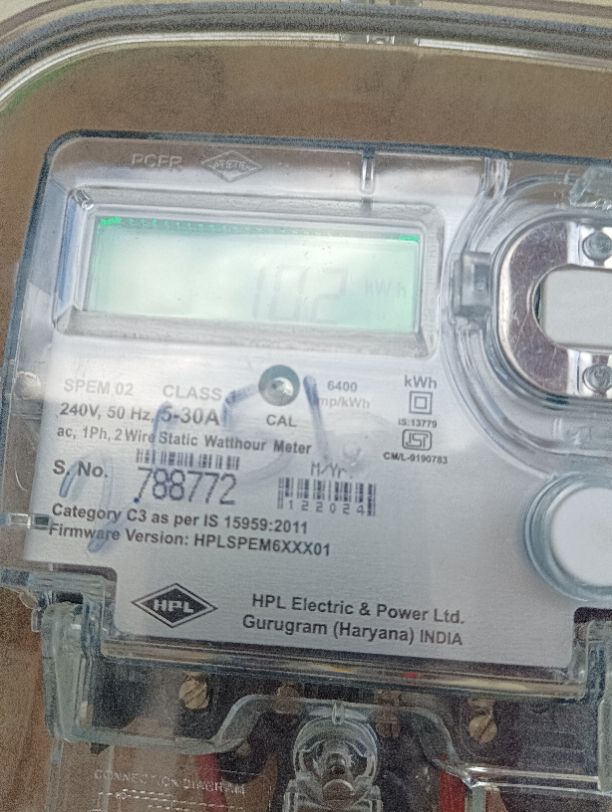 PCFR
102 kWh
SPEM 02 CLASS 6400 kWh
240V, 50 Hz, 5-30A imp/kWh
CAL IS:13779
ac, 1Ph, 2 Wire Static Watthour Meter
CM/L-9190783
S. No. 788772 M/Yr.
122024
Category C3 as per IS 15959:2011
Firmware Version: HPLSPEM6XXX01
HPL HPL Electric & Power Ltd.
Gurugram (Haryana) INDIA
CONNECTION DIAGRAM